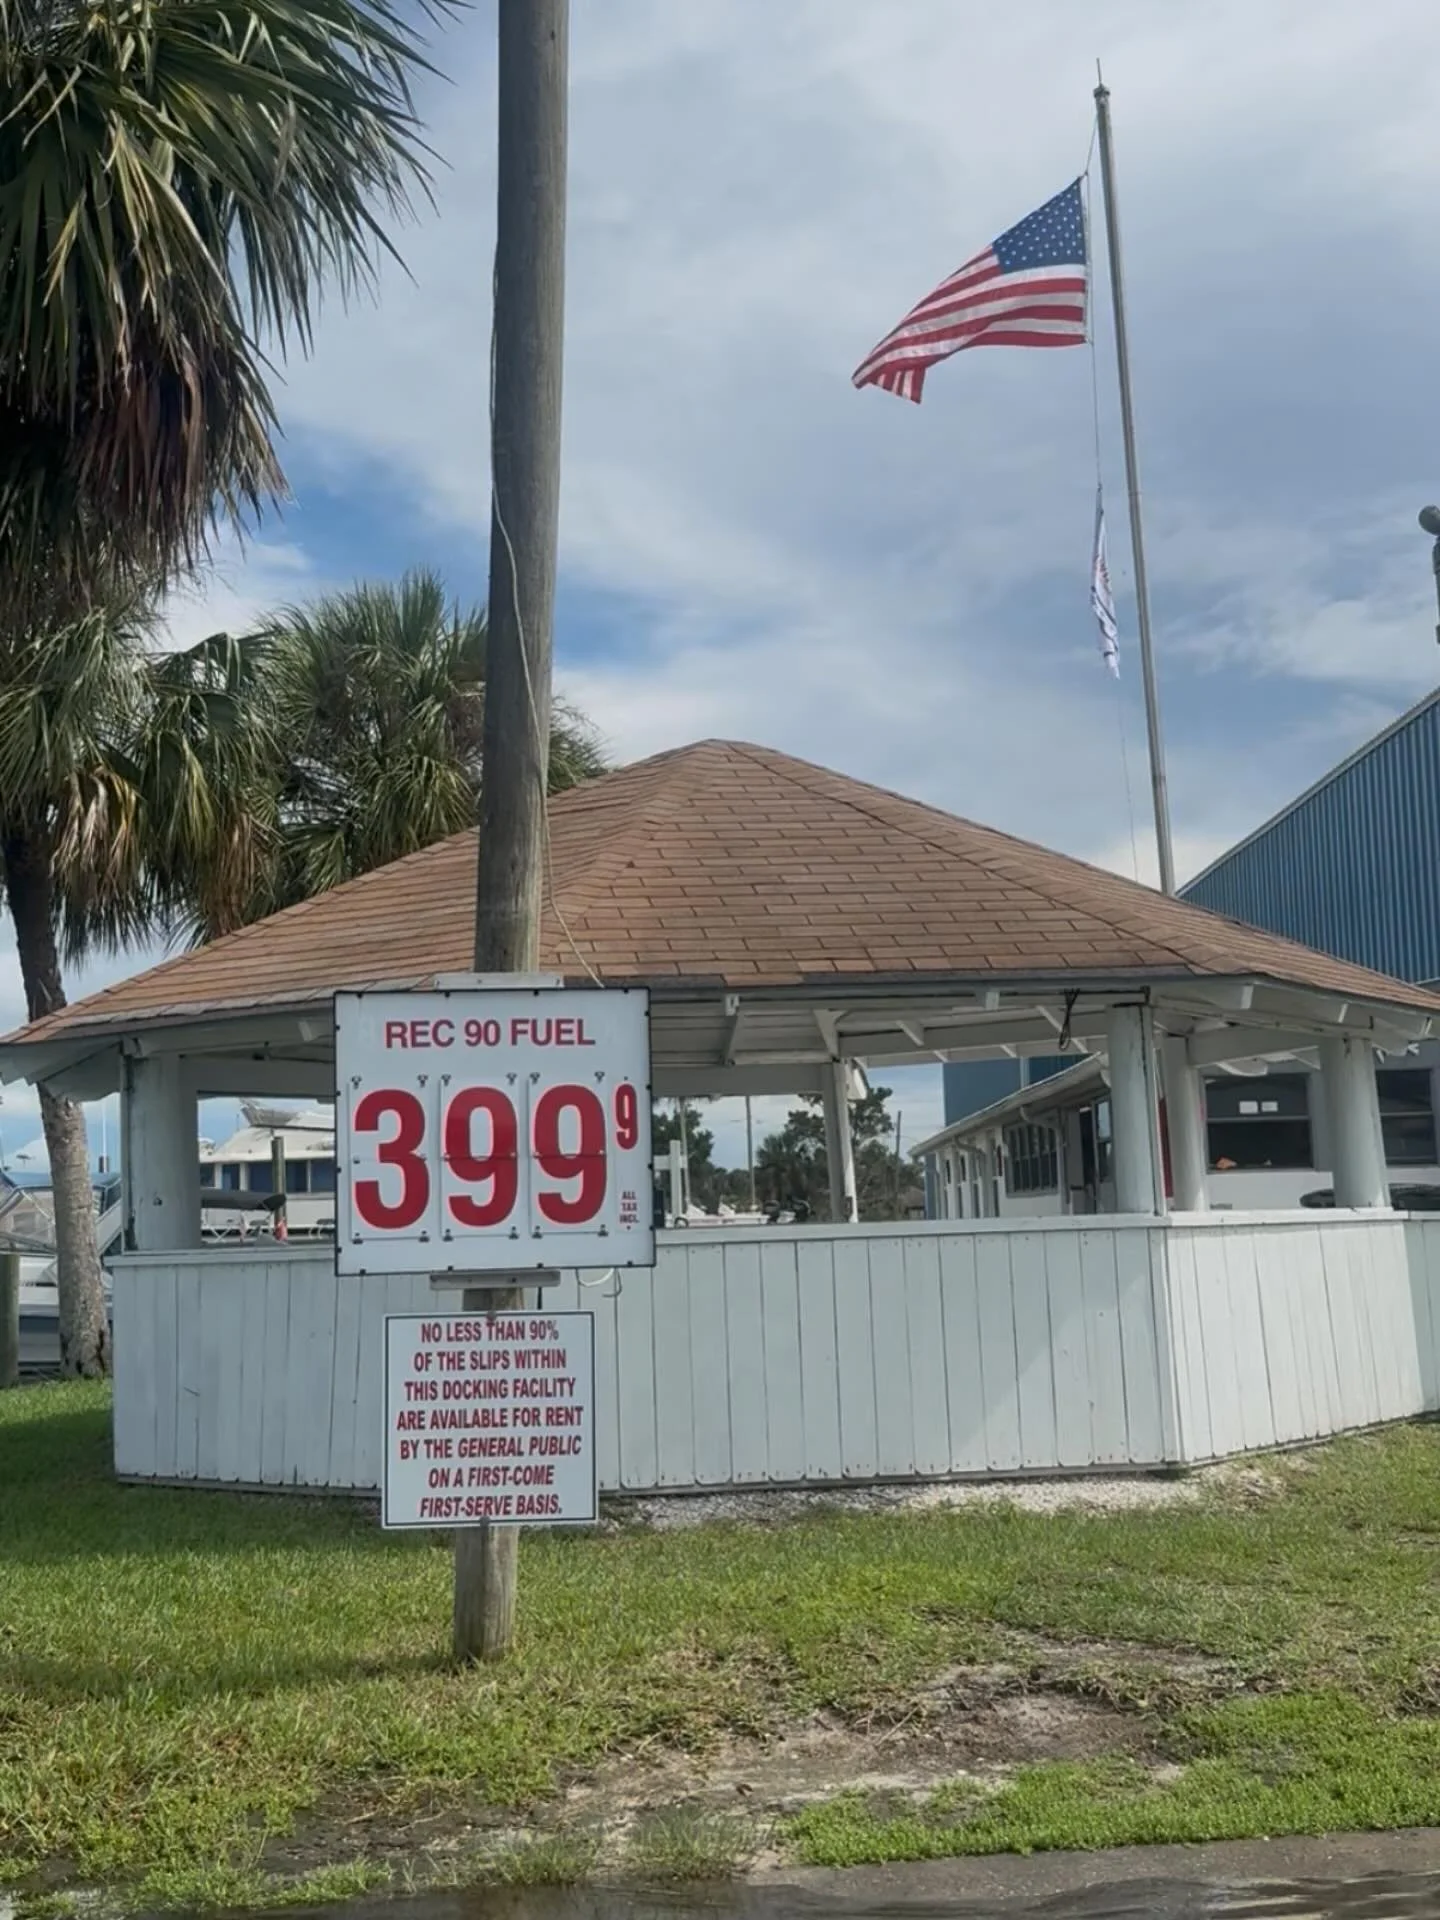 REC 90 FUEL
399 9
ALL
TAX
INCL
NO LESS THAN 90%
OF THE SLIPS WITHIN
THIS DOCKING FACILITY
ARE AVAILABLE FOR RENT
BY THE GENERAL PUBLIC
ON A FIRST-COME
FIRST-SERVE BASIS.